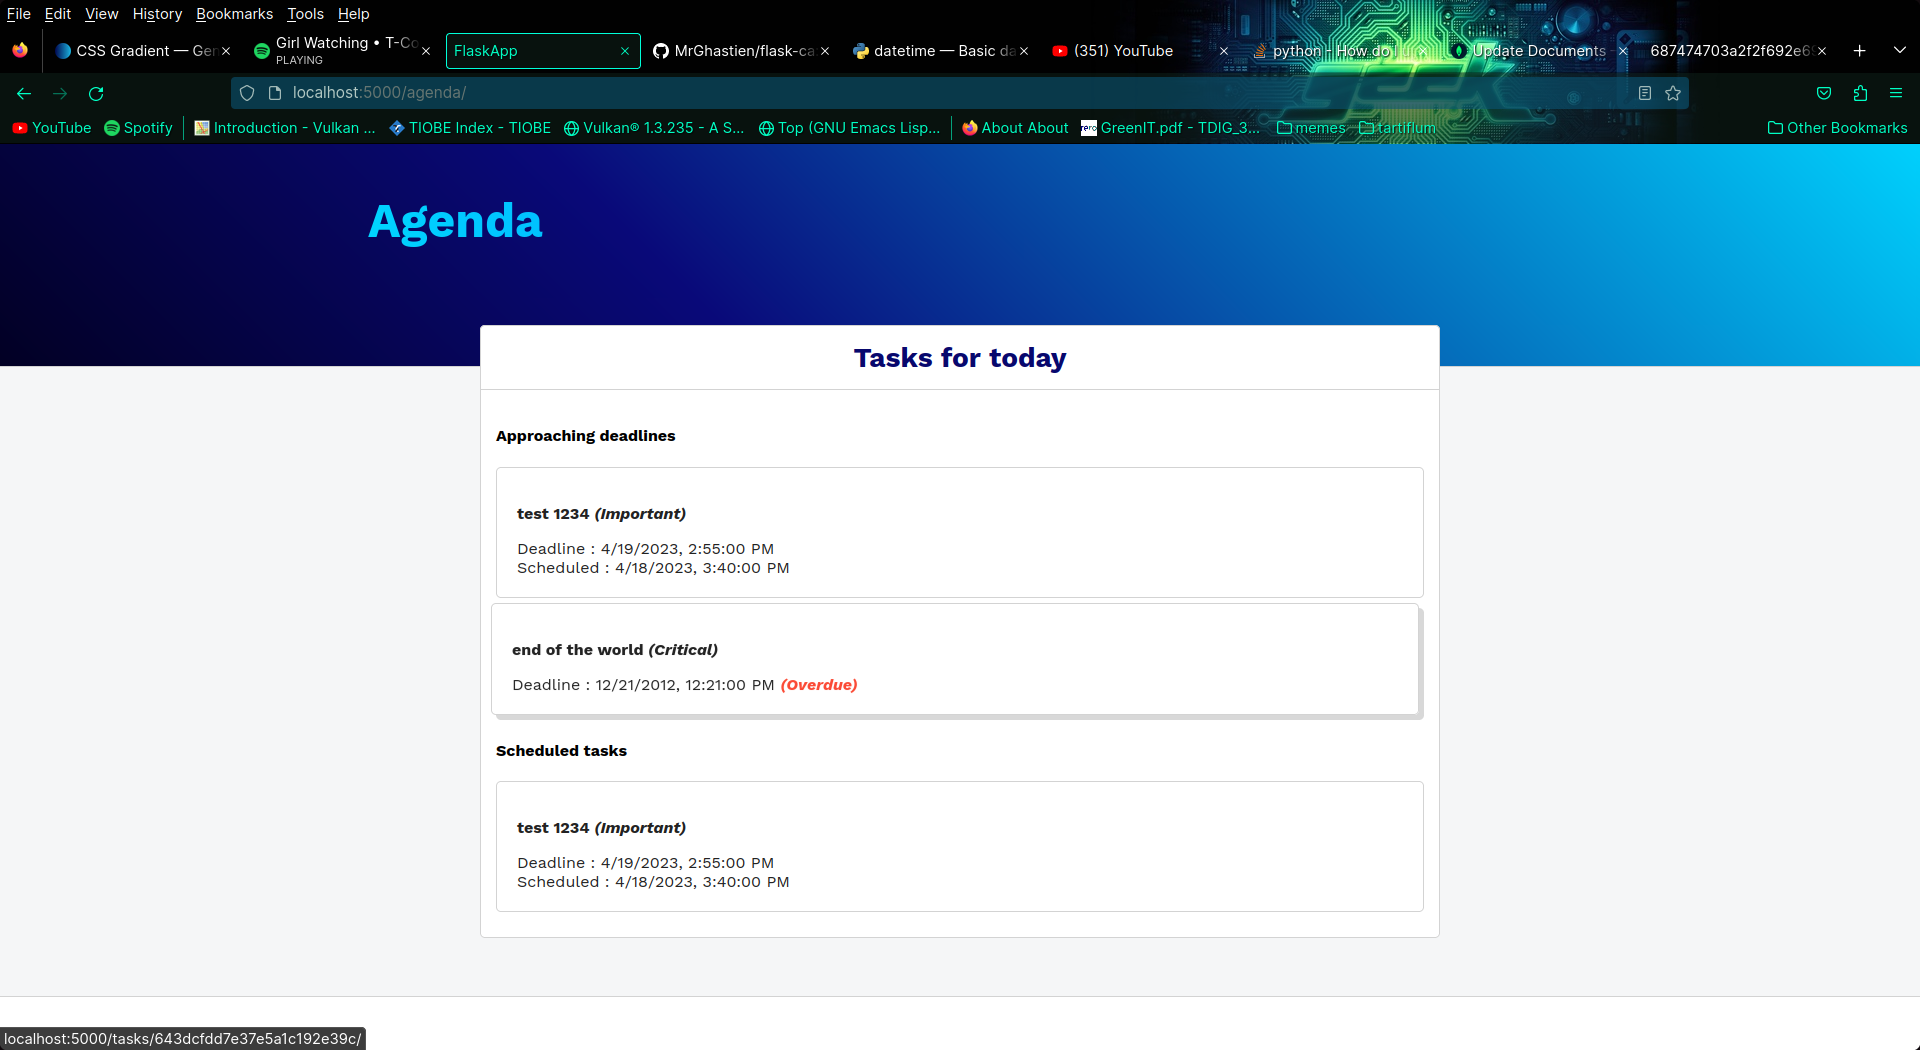 File Edit View History Bookmarks Tools Help
CSS Gradient — Gen
Girl Watching • T-Co
PLAYING
FlaskApp
MrGhastien/flask-ca
datetime — Basic da
(351) YouTube
python - How do I
Update Documents -
687474703a2f2f692e69
localhost:5000/agenda/
YouTube Spotify Introduction - Vulkan ... TIOBE Index - TIOBE Vulkan® 1.3.235 - A S... Top (GNU Emacs Lisp... About About GreenIT.pdf - TDIG_3... memes tartiflum Other Bookmarks
Agenda
Tasks for today
Approaching deadlines
test 1234 (Important)
Deadline : 4/19/2023, 2:55:00 PM
Scheduled : 4/18/2023, 3:40:00 PM
end of the world (Critical)
Deadline : 12/21/2012, 12:21:00 PM (Overdue)
Scheduled tasks
test 1234 (Important)
Deadline : 4/19/2023, 2:55:00 PM
Scheduled : 4/18/2023, 3:40:00 PM
localhost:5000/tasks/643dcfdd7e37e5a1c192e39c/